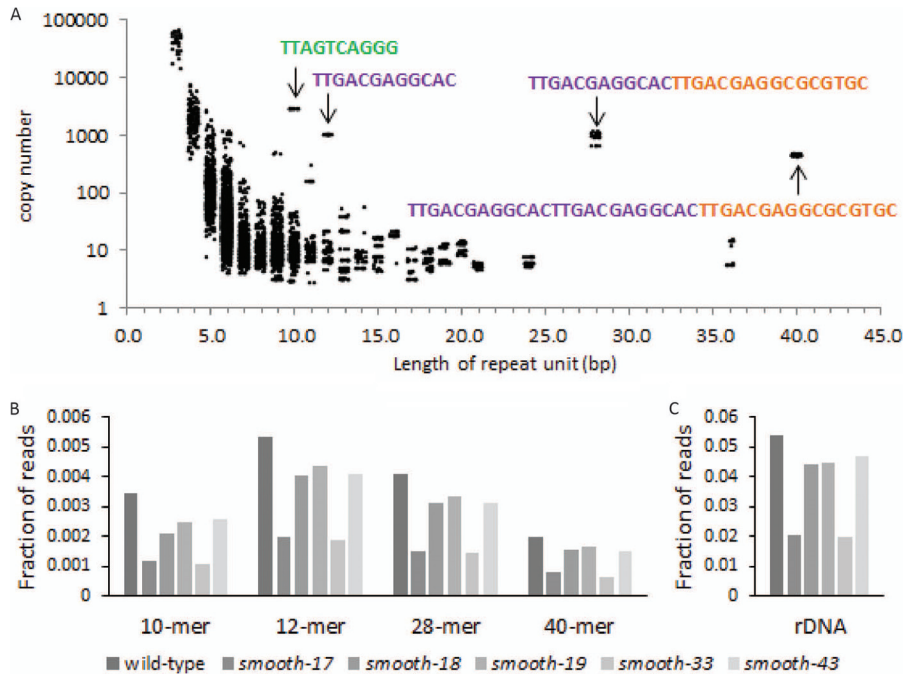 A
100000
10000
1000
100
10
1
copy number
TTAGTCAGGG
TTGACGAGGCAC
TTGACGAGGCACTTGACGAGGCGCGTGC
TTGACGAGGCACTTGACGAGGCACTTGACGAGGCGCGTGC
0.0 5.0 10.0 15.0 20.0 25.0 30.0 35.0 40.0 45.0
Length of repeat unit (bp)
B
Fraction of reads
0.006
0.005
0.004
0.003
0.002
0.001
0
10-mer 12-mer 28-mer 40-mer
C
Fraction of reads
0.06
0.05
0.04
0.03
0.02
0.01
0
rDNA
wild-type smooth-17 smooth-18 smooth-19 smooth-33 smooth-43